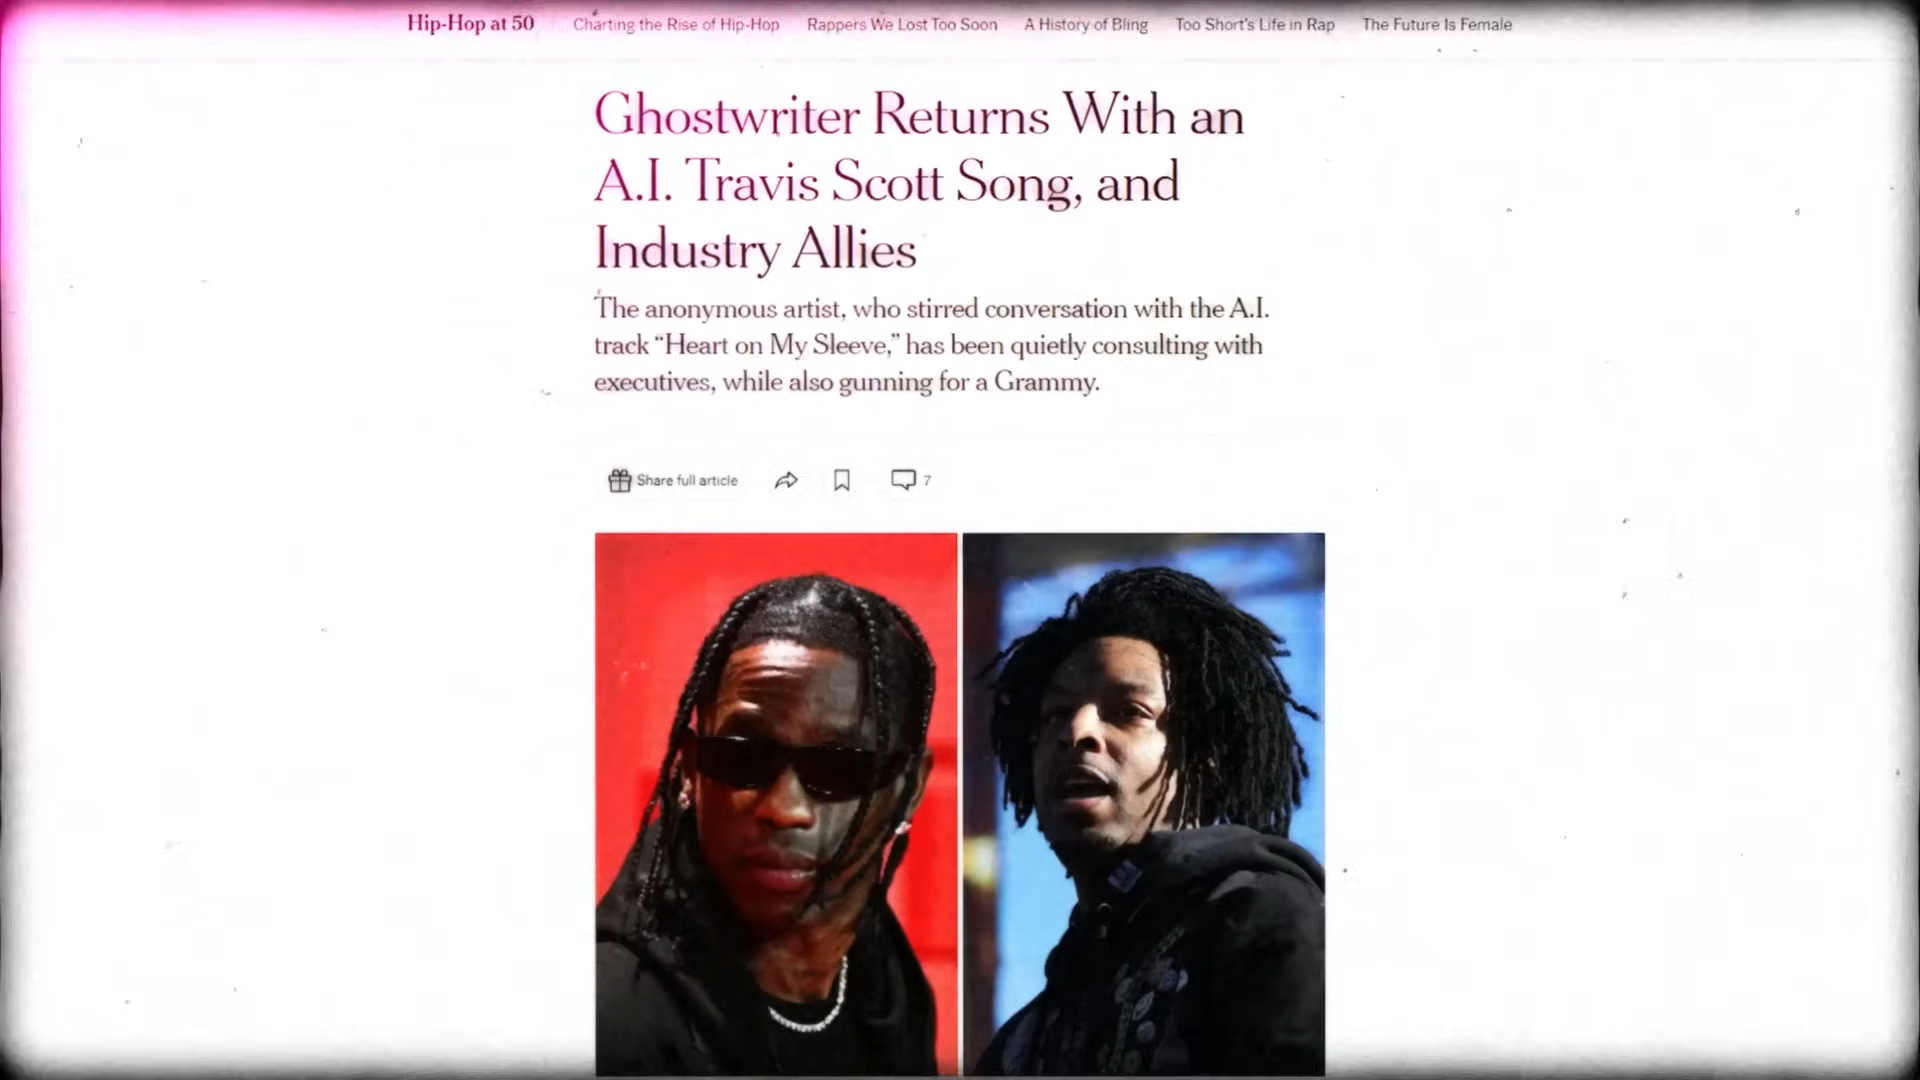 Hip-Hop at 50 Charting the Rise of Hip-Hop Rappers We Lost Too Soon A History of Bling Too Short's Life in Rap The Future Is Female
Ghostwriter Returns With an
A.I. Travis Scott Song, and
Industry Allies
The anonymous artist, who stirred conversation with the A.I.
track “Heart on My Sleeve,” has been quietly consulting with
executives, while also gunning for a Grammy.
Share full article 7